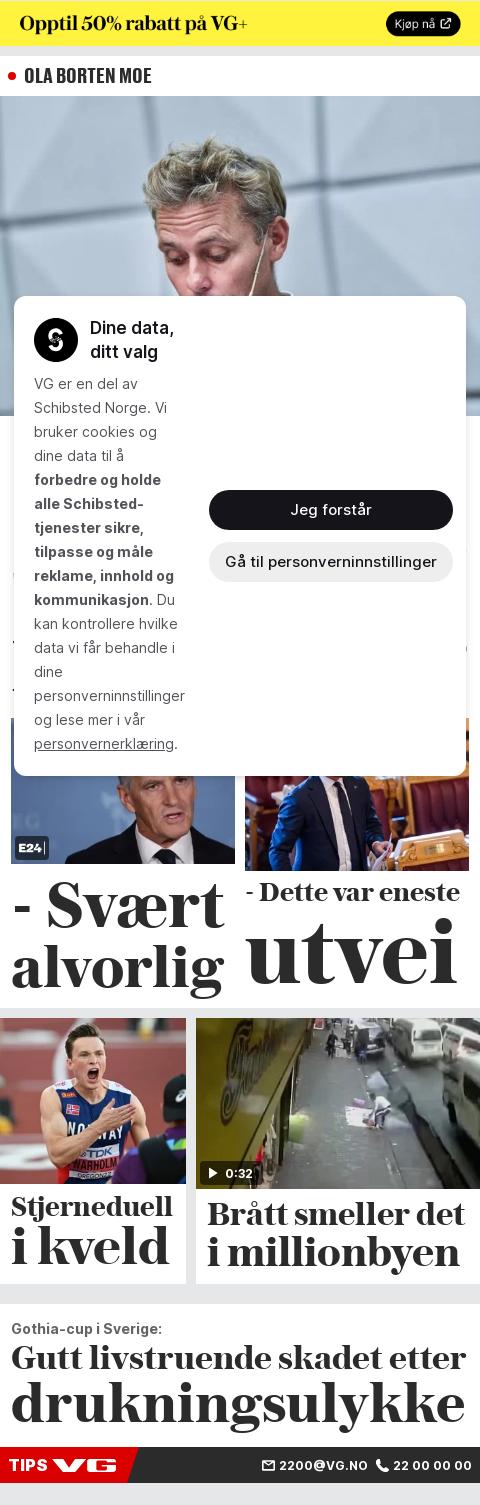 Opptil 50% rabatt på VG+
Kjøp nå
OLA BORTEN MOE
Dine data,
ditt valg
VG er en del av
Schibsted Norge. Vi
bruker cookies og
dine data til å
forbedre og holde
alle Schibsted-
tjenester sikre,
tilpasse og måle
reklame, innhold og
kommunikasjon. Du
kan kontrollere hvilke
data vi får behandle i
dine
personverninnstillinger
og lese mer i vår
personvernerklæring.
Jeg forstår
Gå til personverninnstillinger
E24
- Svært
alvorlig
- Dette var eneste
utvei
NORWAY
TDK
WARHOLM
0:32
Stjerneduell
i kveld
Brått smeller det
i millionbyen
Gothia-cup i Sverige:
Gutt livstruende skadet etter
drukningsulykke
TIPS VG
2200@VG.NO
22 00 00 00